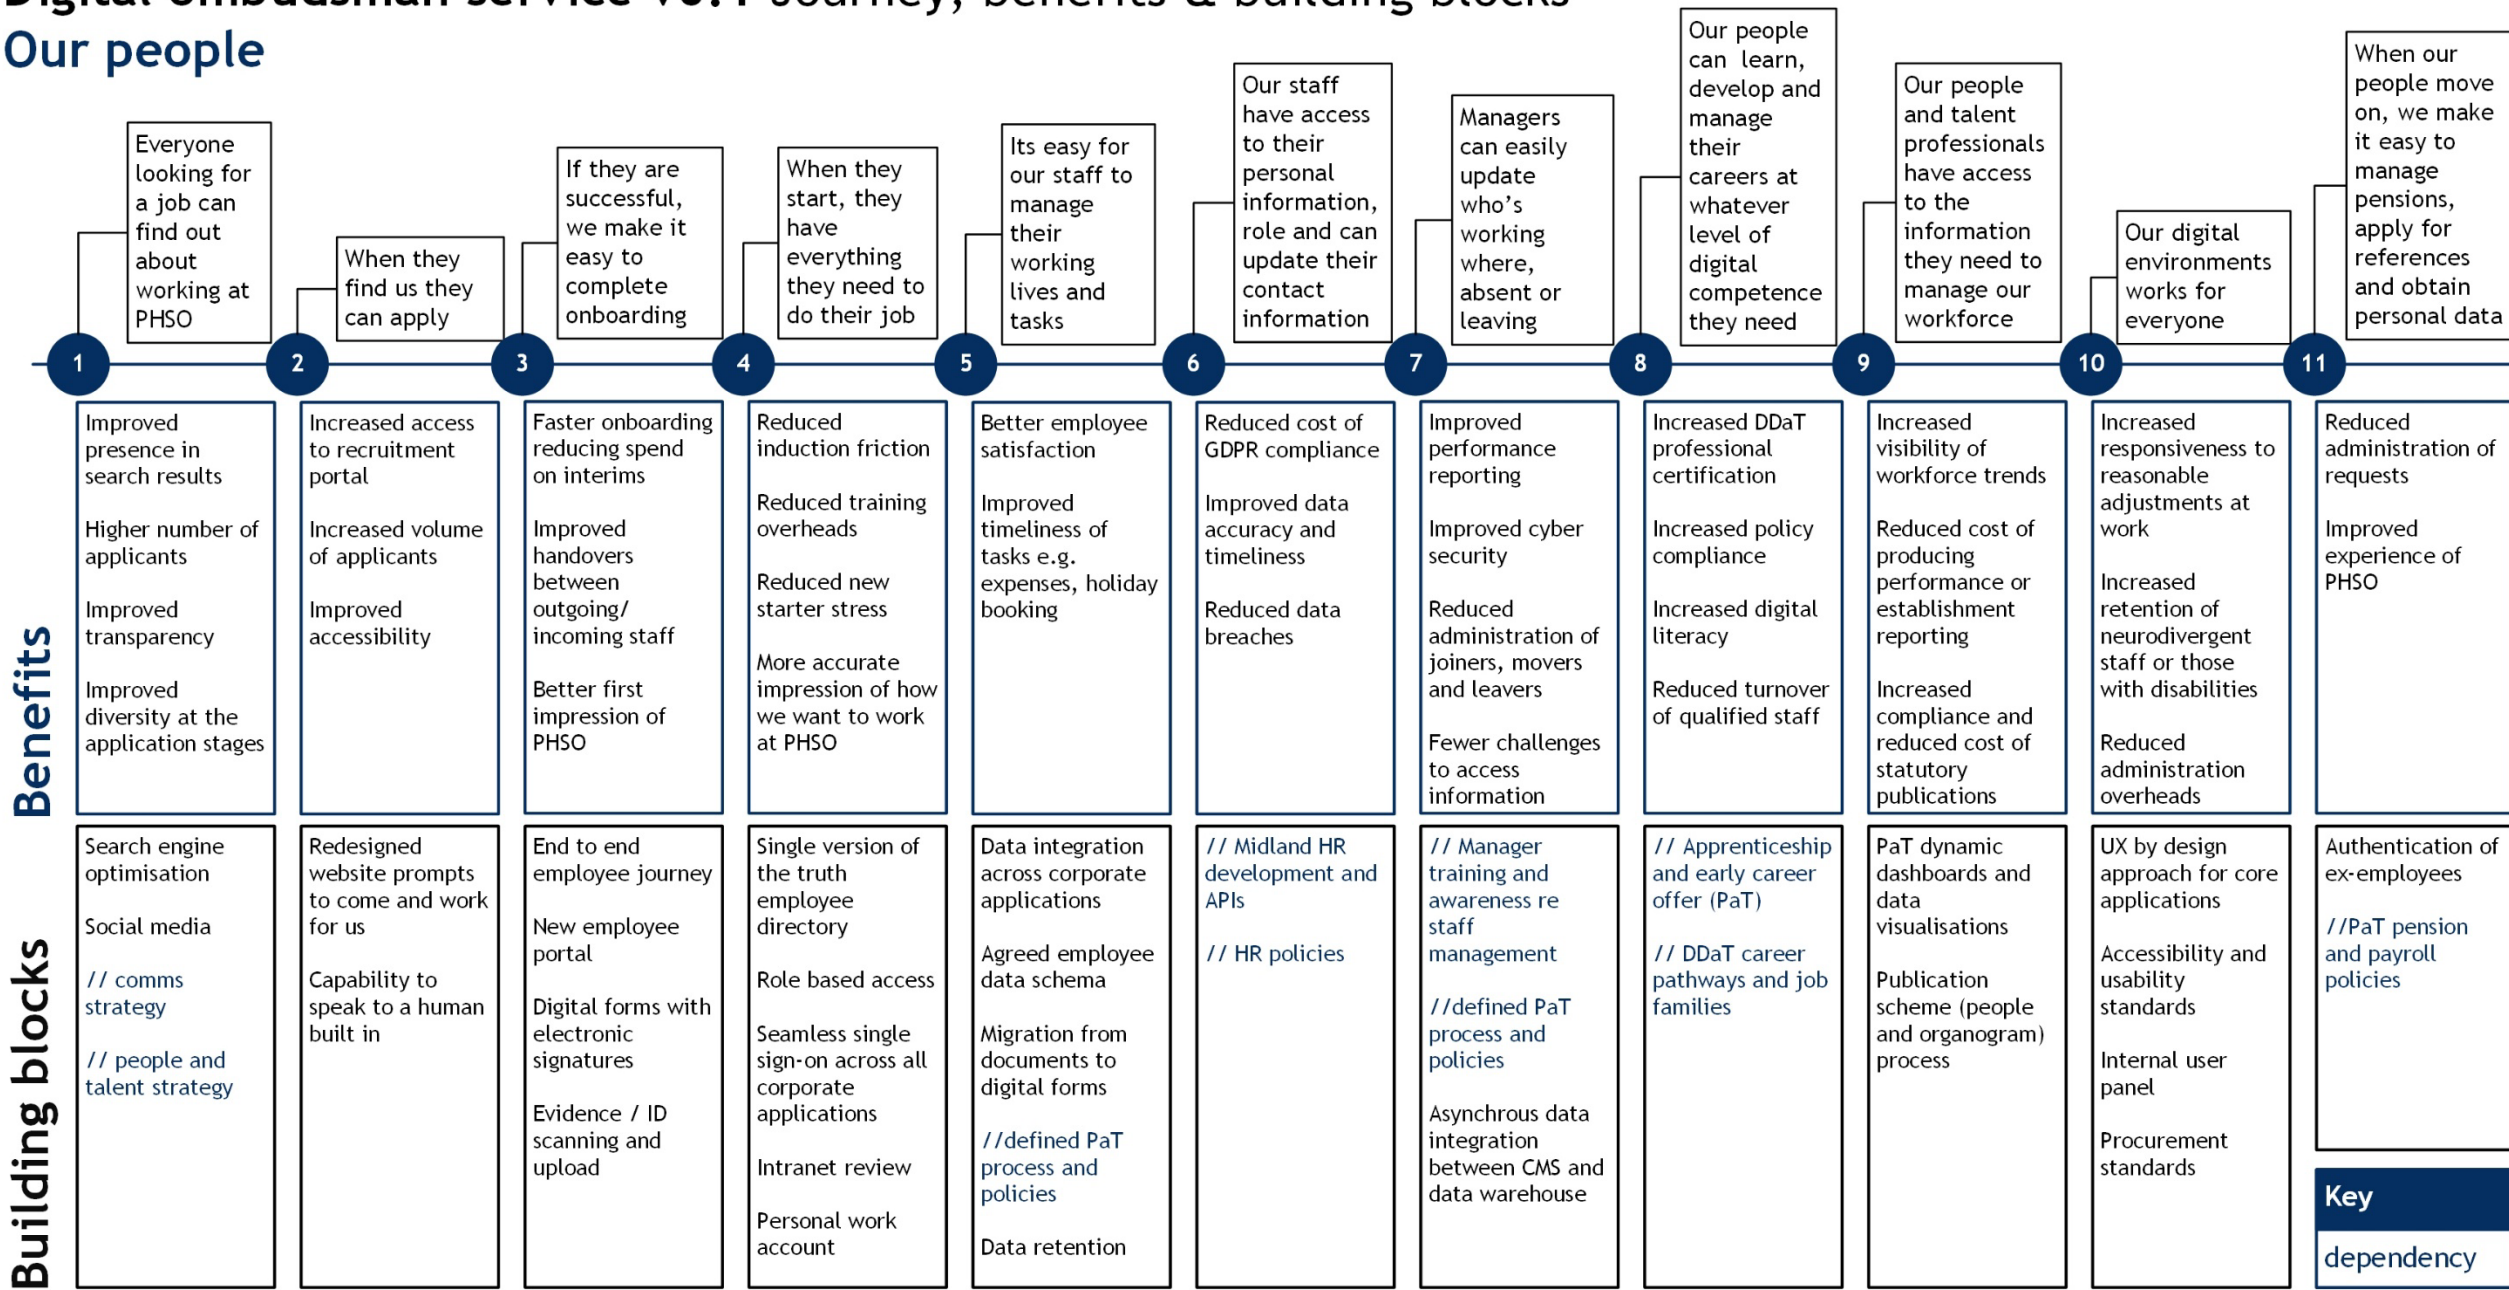 Digital ombudsman service v0.1 Journey, benefits & building blocks
Our people
Everyone
looking for
a job can
find out
about
working at
PHSO
When they
find us they
can apply
If they are
successful,
we make it
easy to
complete
onboarding
When they
start, they
have
everything
they need to
do their job
Its easy for
our staff to
manage
their
working
lives and
tasks
Our staff
have access
to their
personal
information,
role and can
update their
contact
information
Managers
can easily
update
who’s
working
where,
absent or
leaving
Our people
can learn,
develop and
manage
their
careers at
whatever
level of
digital
competence
they need
Our people
and talent
professionals
have access
to the
information
they need to
manage our
workforce
Our digital
environments
works for
everyone
When our
people move
on, we make
it easy to
manage
pensions,
apply for
references
and obtain
personal data
1
2
3
4
5
6
7
8
9
10
11
Benefits
Improved
presence in
search results
Higher number of
applicants
Improved
transparency
Improved
diversity at the
application stages
Increased access
to recruitment
portal
Increased volume
of applicants
Improved
accessibility
Faster onboarding
reducing spend
on interims
Improved
handovers
between
outgoing/
incoming staff
Better first
impression of
PHSO
Reduced
induction friction
Reduced training
overheads
Reduced new
starter stress
More accurate
impression of how
we want to work
at PHSO
Better employee
satisfaction
Improved
timeliness of
tasks e.g.
expenses, holiday
booking
Reduced cost of
GDPR compliance
Improved data
accuracy and
timeliness
Reduced data
breaches
Improved
performance
reporting
Improved cyber
security
Reduced
administration of
joiners, movers
and leavers
Fewer challenges
to access
information
Increased DDaT
professional
certification
Increased policy
compliance
Increased digital
literacy
Reduced turnover
of qualified staff
Increased
visibility of
workforce trends
Reduced cost of
producing
performance or
establishment
reporting
Increased
compliance and
reduced cost of
statutory
publications
Increased
responsiveness to
reasonable
adjustments at
work
Increased
retention of
neurodivergent
staff or those
with disabilities
Reduced
administration
overheads
Reduced
administration of
requests
Improved
experience of
PHSO
Building blocks
Search engine
optimisation
Social media
// comms
strategy
// people and
talent strategy
Redesigned
website prompts
to come and work
for us
Capability to
speak to a human
built in
End to end
employee journey
New employee
portal
Digital forms with
electronic
signatures
Evidence / ID
scanning and
upload
Single version of
the truth
employee
directory
Role based access
Seamless single
sign-on across all
corporate
applications
Intranet review
Personal work
account
Data integration
across corporate
applications
Agreed employee
data schema
Migration from
documents to
digital forms
//defined PaT
process and
policies
Data retention
// Midland HR
development and
APIs
// HR policies
// Manager
training and
awareness re
staff
management
//defined PaT
process and
policies
Asynchrous data
integration
between CMS and
data warehouse
// Apprenticeship
and early career
offer (PaT)
// DDaT career
pathways and job
families
PaT dynamic
dashboards and
data
visualisations
Publication
scheme (people
and organogram)
process
UX by design
approach for core
applications
Accessibility and
usability
standards
Internal user
panel
Procurement
standards
Authentication of
ex-employees
//PaT pension
and payroll
policies
Key
dependency